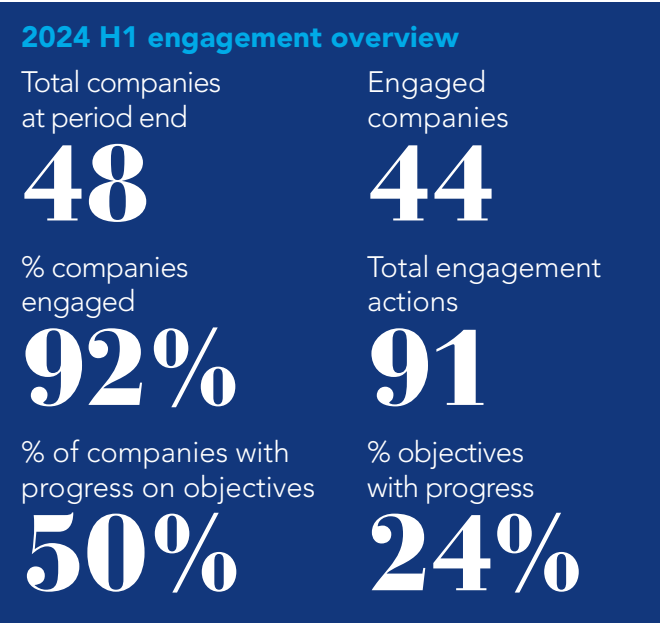 2024 H1 engagement overview
Total companies
at period end
48
Engaged
companies
44
% companies
engaged
92%
Total engagement
actions
91
% of companies with
progress on objectives
50%
% objectives
with progress
24%